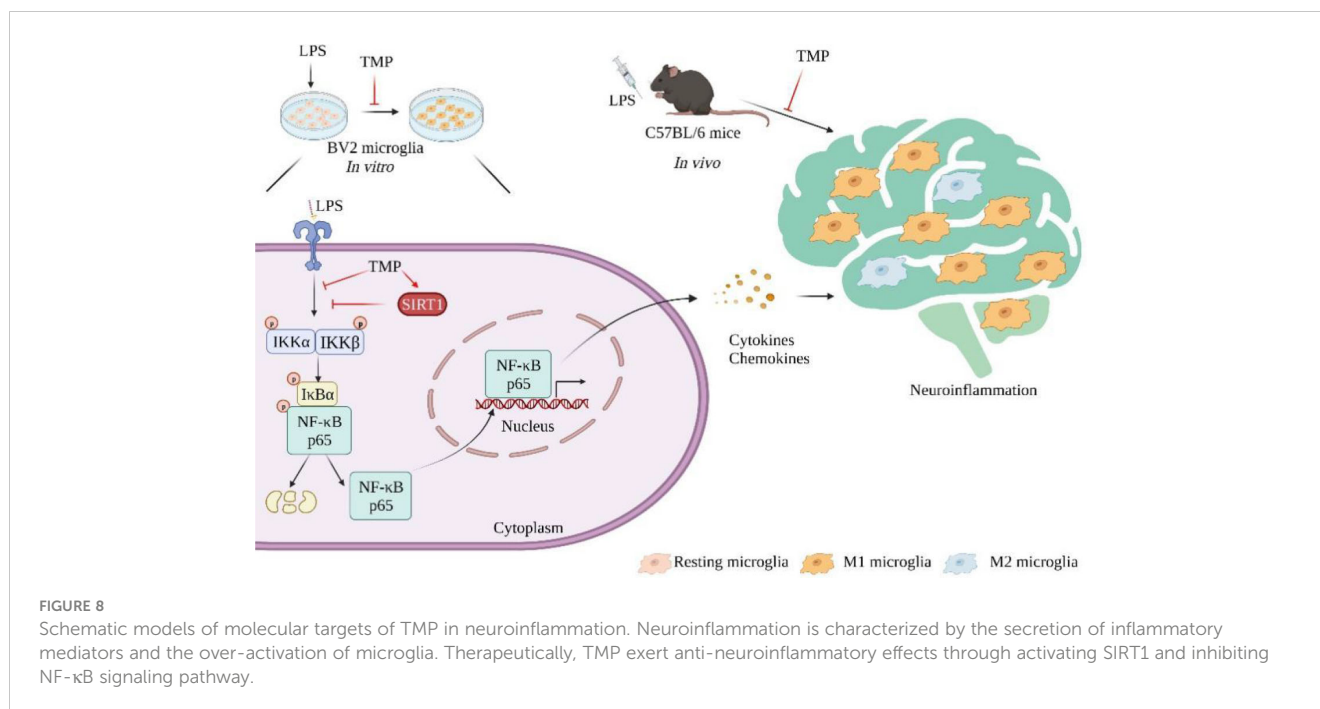 LPS
TMP
BV2 microglia
In vitro
LPS
C57BL/6 mice
In vivo
TMP
LPS
TMP
SIRT1
p
p
IKKα
IKKβ
p
IκBα
p
NF-κB
p65
NF-κB
p65
NF-κB
p65
Nucleus
Cytoplasm
Cytokines
Chemokines
Neuroinflammation
Resting microglia
M1 microglia
M2 microglia
FIGURE 8
Schematic models of molecular targets of TMP in neuroinflammation. Neuroinflammation is characterized by the secretion of inflammatory
mediators and the over-activation of microglia. Therapeutically, TMP exert anti-neuroinflammatory effects through activating SIRT1 and inhibiting
NF-κB signaling pathway.